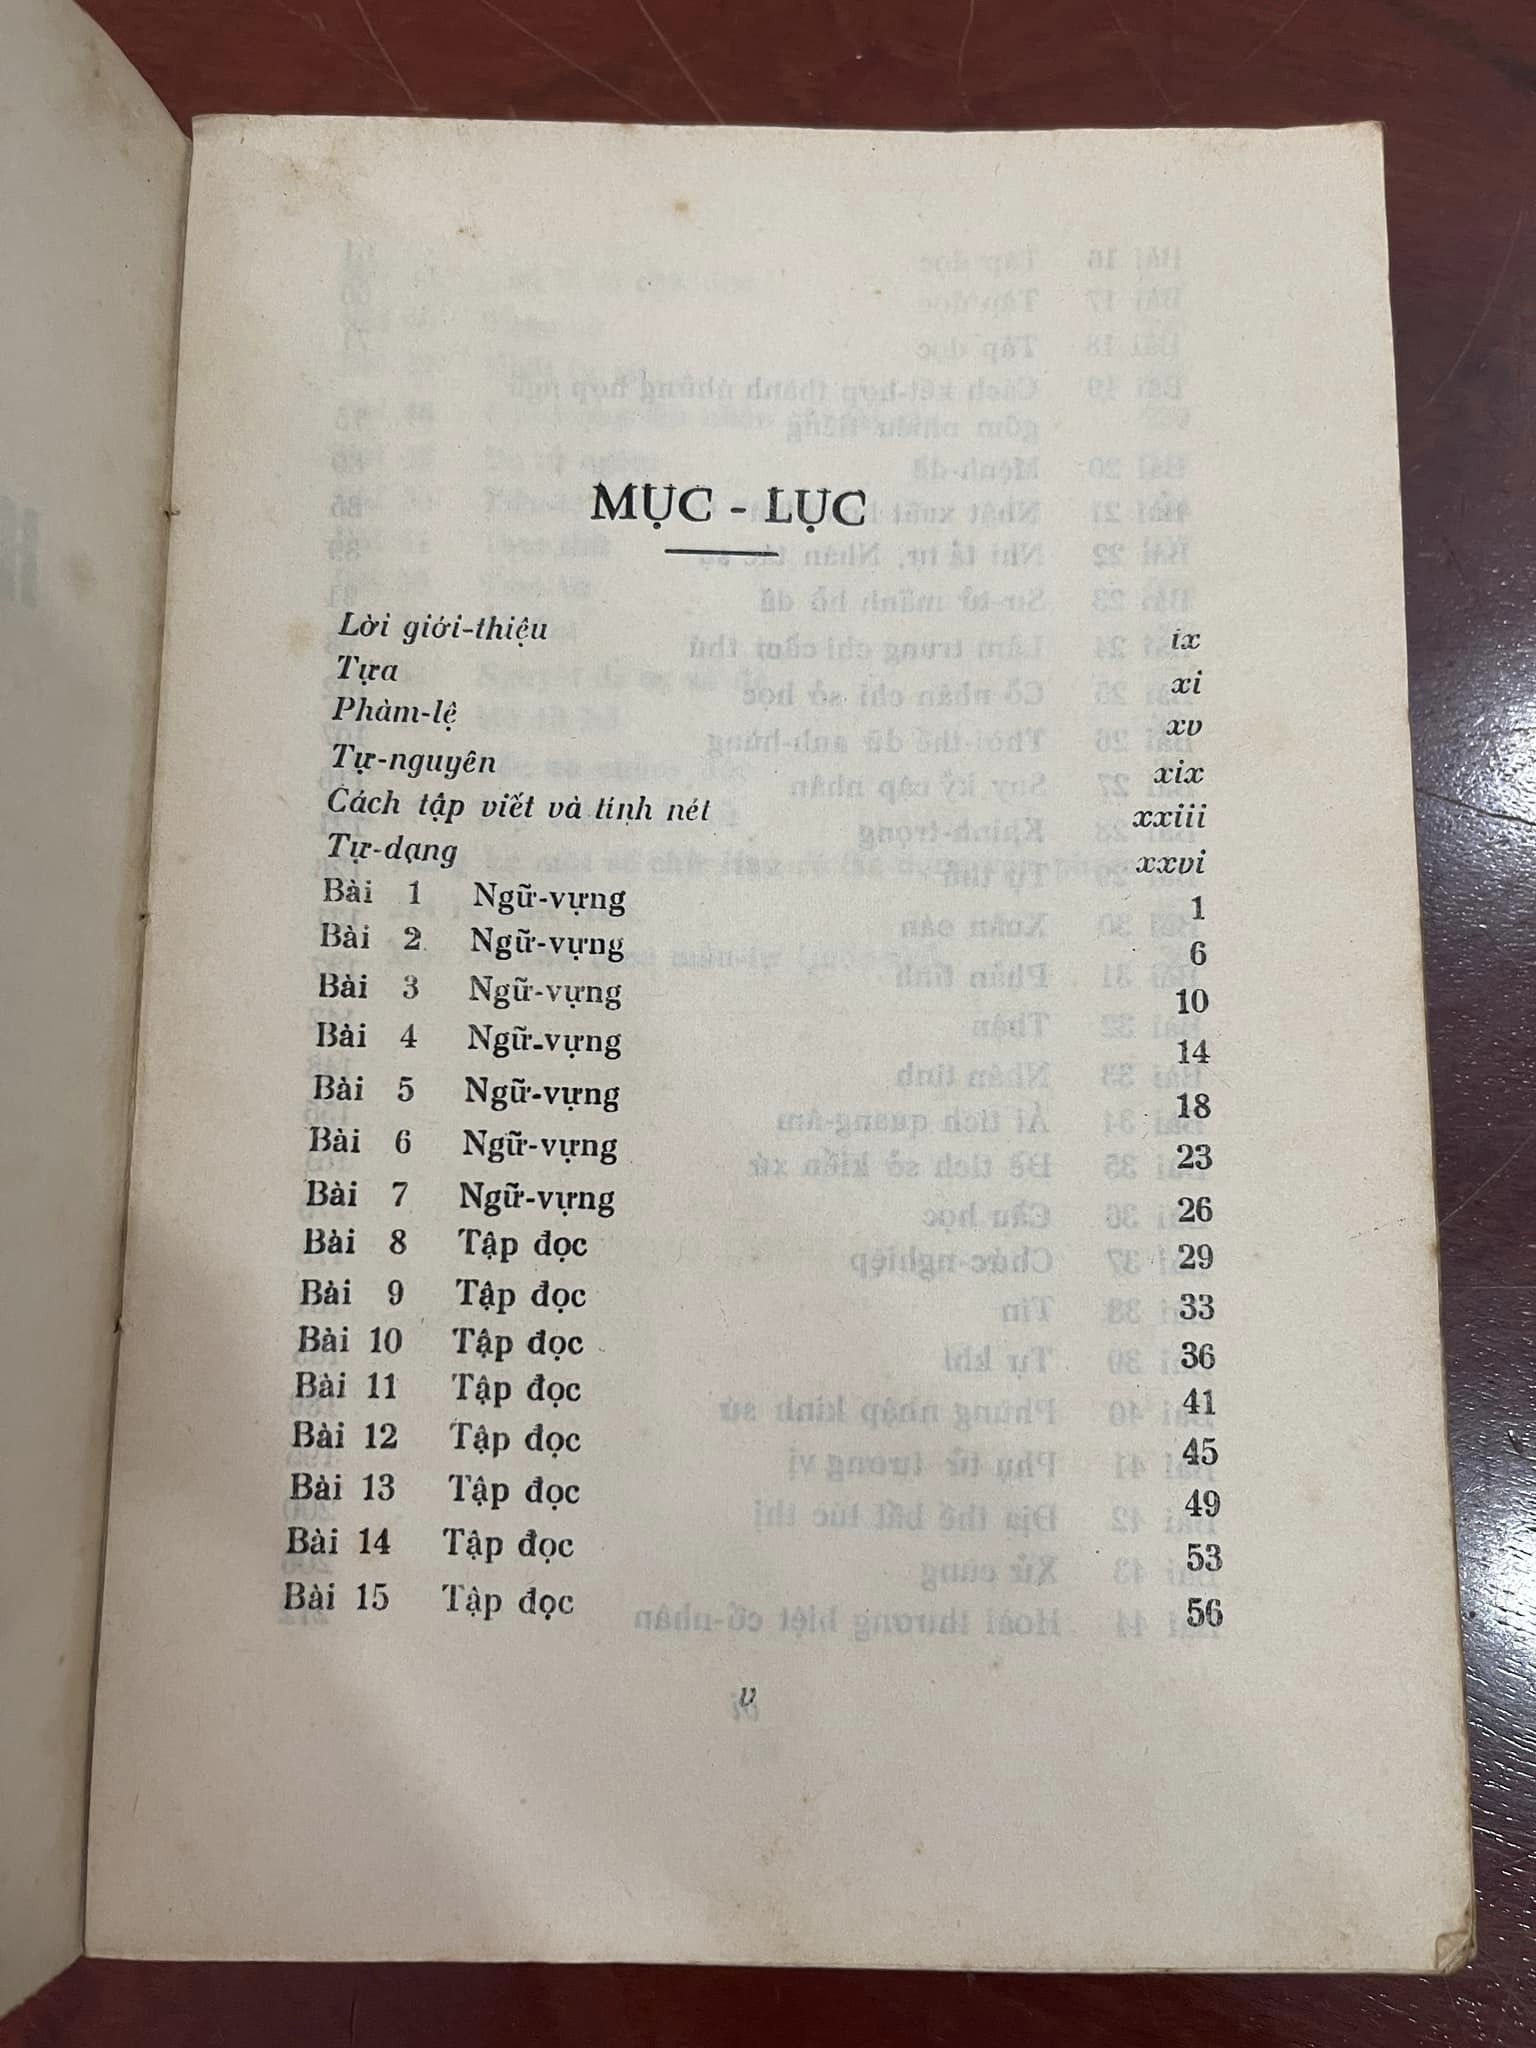 MỤC - LỤC
Lời giới-thiệu ix
Tựa xi
Phàm-lệ xv
Tự-nguyên xix
Cách tập viết và tính nét xxiii
Tự-dạng xxvi
Bài 1 Ngữ-vựng 1
Bài 2 Ngữ-vựng 6
Bài 3 Ngữ-vựng 10
Bài 4 Ngữ-vựng 14
Bài 5 Ngữ-vựng 18
Bài 6 Ngữ-vựng 23
Bài 7 Ngữ-vựng 26
Bài 8 Tập đọc 29
Bài 9 Tập đọc 33
Bài 10 Tập đọc 36
Bài 11 Tập đọc 41
Bài 12 Tập đọc 45
Bài 13 Tập đọc 49
Bài 14 Tập đọc 53
Bài 15 Tập đọc 56
v